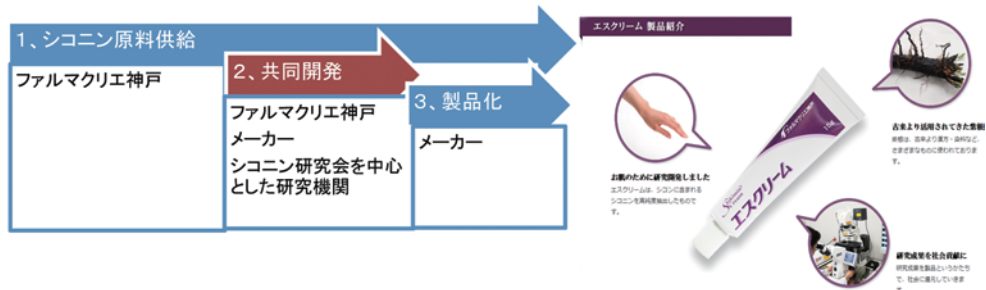 1、シコニン原料供給
ファルマクリエ神戸
2、共同開発
ファルマクリエ神戸
メーカー
シコニン研究会を中心
とした研究機関
3、製品化
メーカー
エスクリーム 製品紹介
お肌のために研究開発しました
エスクリームは、シコンに含まれる
シコニンを高純度抽出したもので
す。
ファルマクリエ神戸
15g
エスクリーム
古来より活用されてきた紫根
は、古来より漢方・染料など、
さまざまなものに使われておりま
す。
研究成果を社会貢献に
研究成果を製品というかたち
で、社会に還元していきま